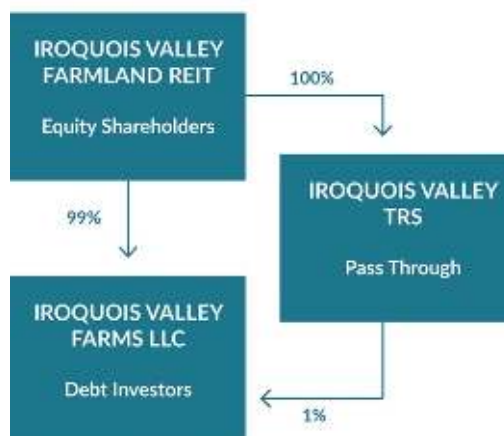 IROQUOIS VALLEY
FARMLAND REIT
Equity Shareholders
100%
99%
IROQUOIS VALLEY
TRS
Pass Through
IROQUOIS VALLEY
FARMS LLC
Debt Investors
1%